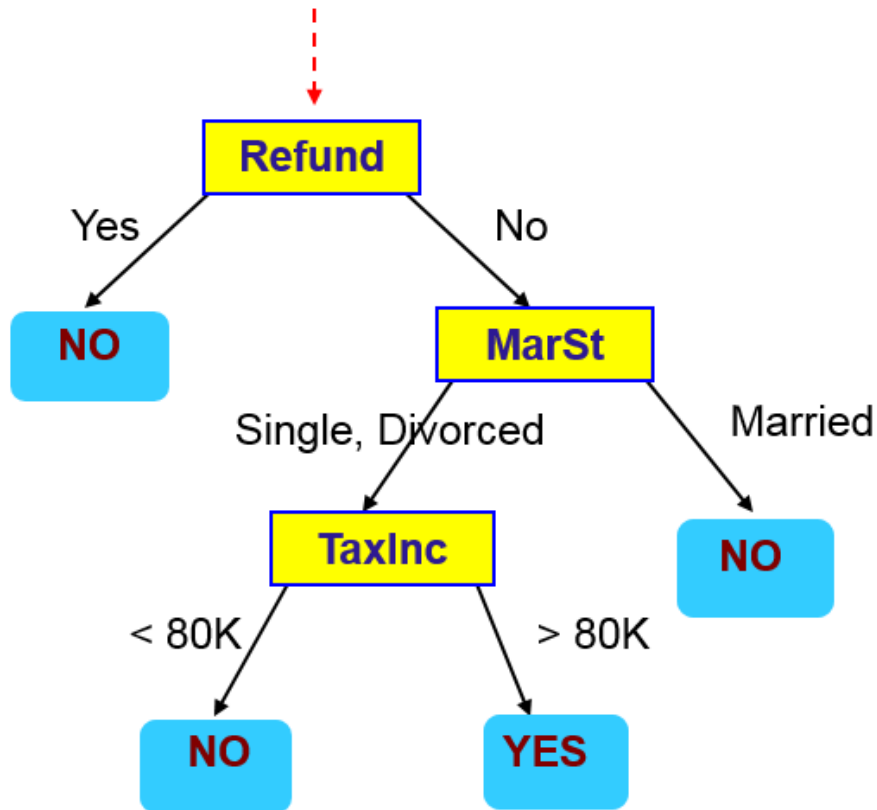 Refund
Yes
No
NO
MarSt
Single, Divorced
Married
TaxInc
NO
< 80K
> 80K
NO
YES